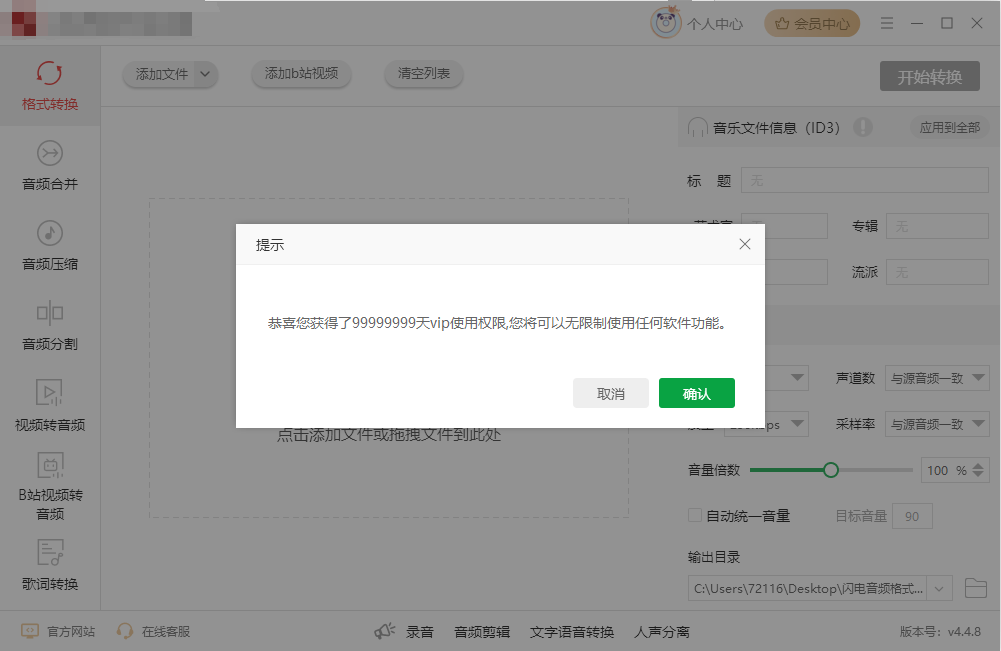 个人中心
会员中心
格式转换
添加文件
添加b站视频
清空列表
开始转换
音乐文件信息（ID3）
应用到全部
音频合并
标 题
无
专辑
无
音频压缩
流派
无
提示
恭喜您获得了99999999天vip使用权限,您将可以无限制使用任何软件功能。
取消
确认
音频分割
声道数
与源音频一致
视频转音频
点击添加文件或拖拽文件到此处
采样率
与源音频一致
B站视频转
音频
音量倍数
100 %
自动统一音量
目标音量
90
歌词转换
输出目录
C:\Users\72116\Desktop\闪电音频格式...
官方网站
在线客服
录音
音频剪辑
文字语音转换
人声分离
版本号：v4.4.8